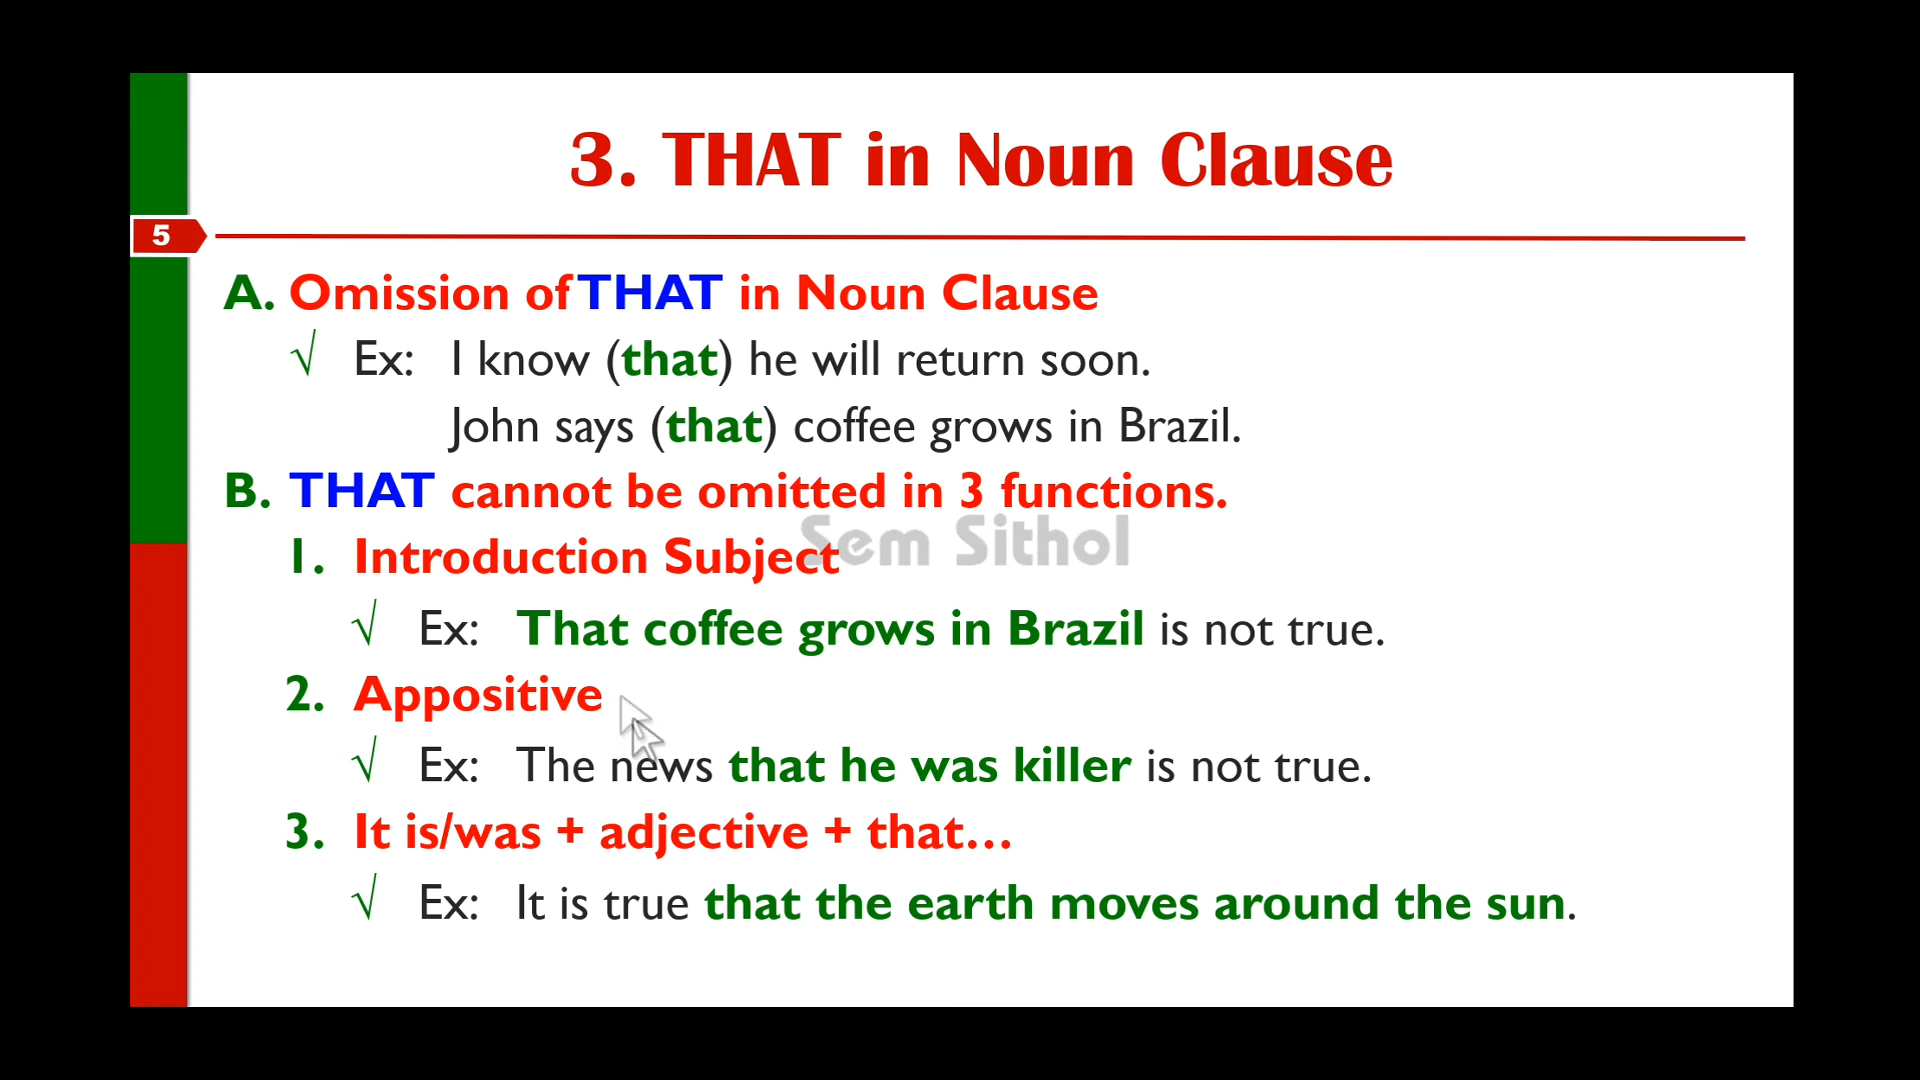 3. THAT in Noun Clause
5
A. Omission of THAT in Noun Clause
√ Ex: I know (that) he will return soon.
John says (that) coffee grows in Brazil.
B. THAT cannot be omitted in 3 functions.
Sem Sithol
1. Introduction Subject
√ Ex: That coffee grows in Brazil is not true.
2. Appositive
√ Ex: The news that he was killer is not true.
3. It is/was + adjective + that...
√ Ex: It is true that the earth moves around the sun.